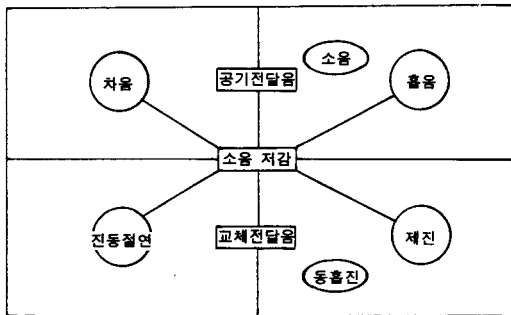 소음
차음
공기전달음
흡음
소음 저감
진동절연
교체전달음
제진
동흡진